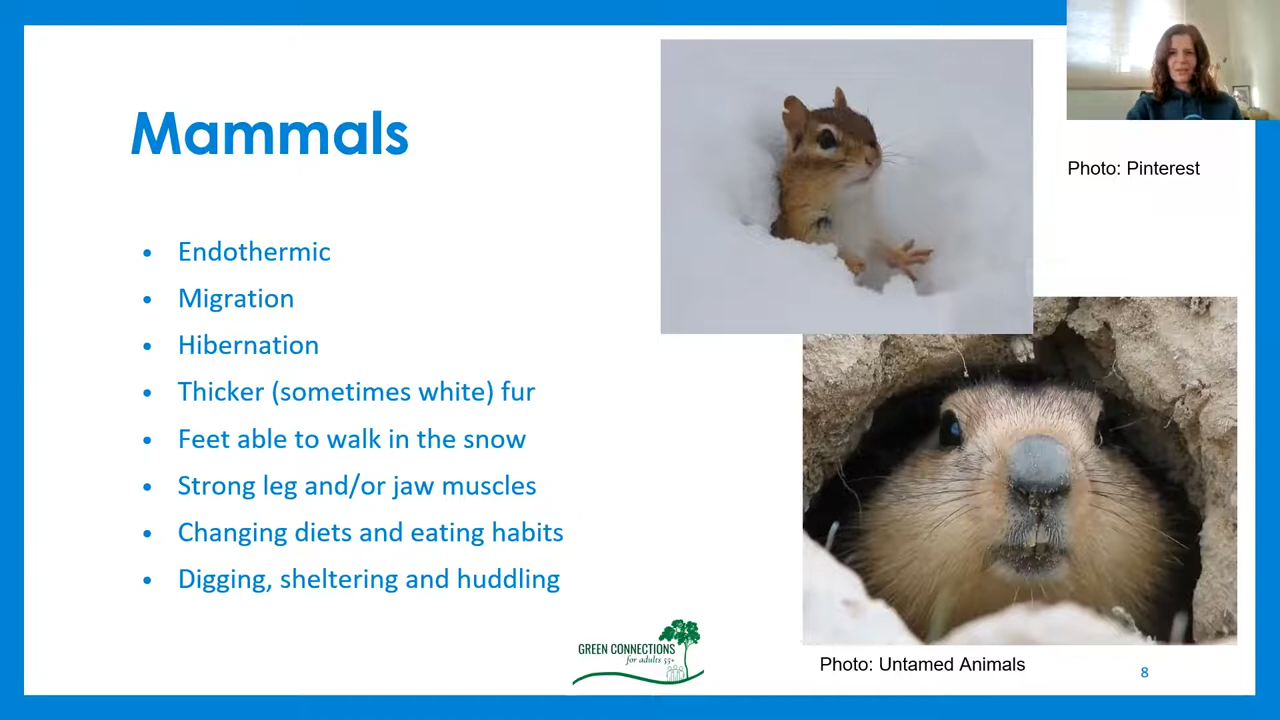 Mammals
• Endothermic
• Migration
• Hibernation
• Thicker (sometimes white) fur
• Feet able to walk in the snow
• Strong leg and/or jaw muscles
• Changing diets and eating habits
• Digging, sheltering and huddling
Photo: Pinterest
Photo: Untamed Animals
GREEN CONNECTIONS
for adults 55+
8